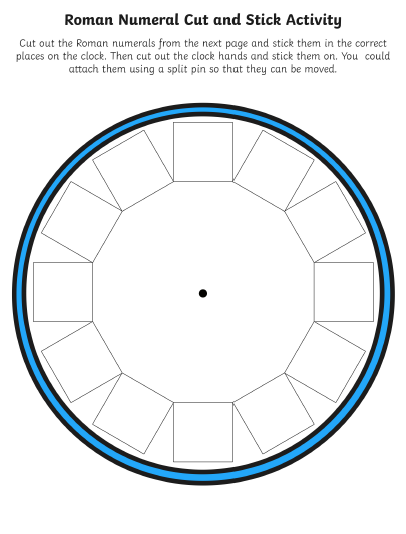 Roman Numeral Cut and Stick Activity
Cut out the Roman numerals from the next page and stick them in the correct
places on the clock. Then cut out the clock hands and stick them on. You  could
attach them using a split pin so that they can be moved.